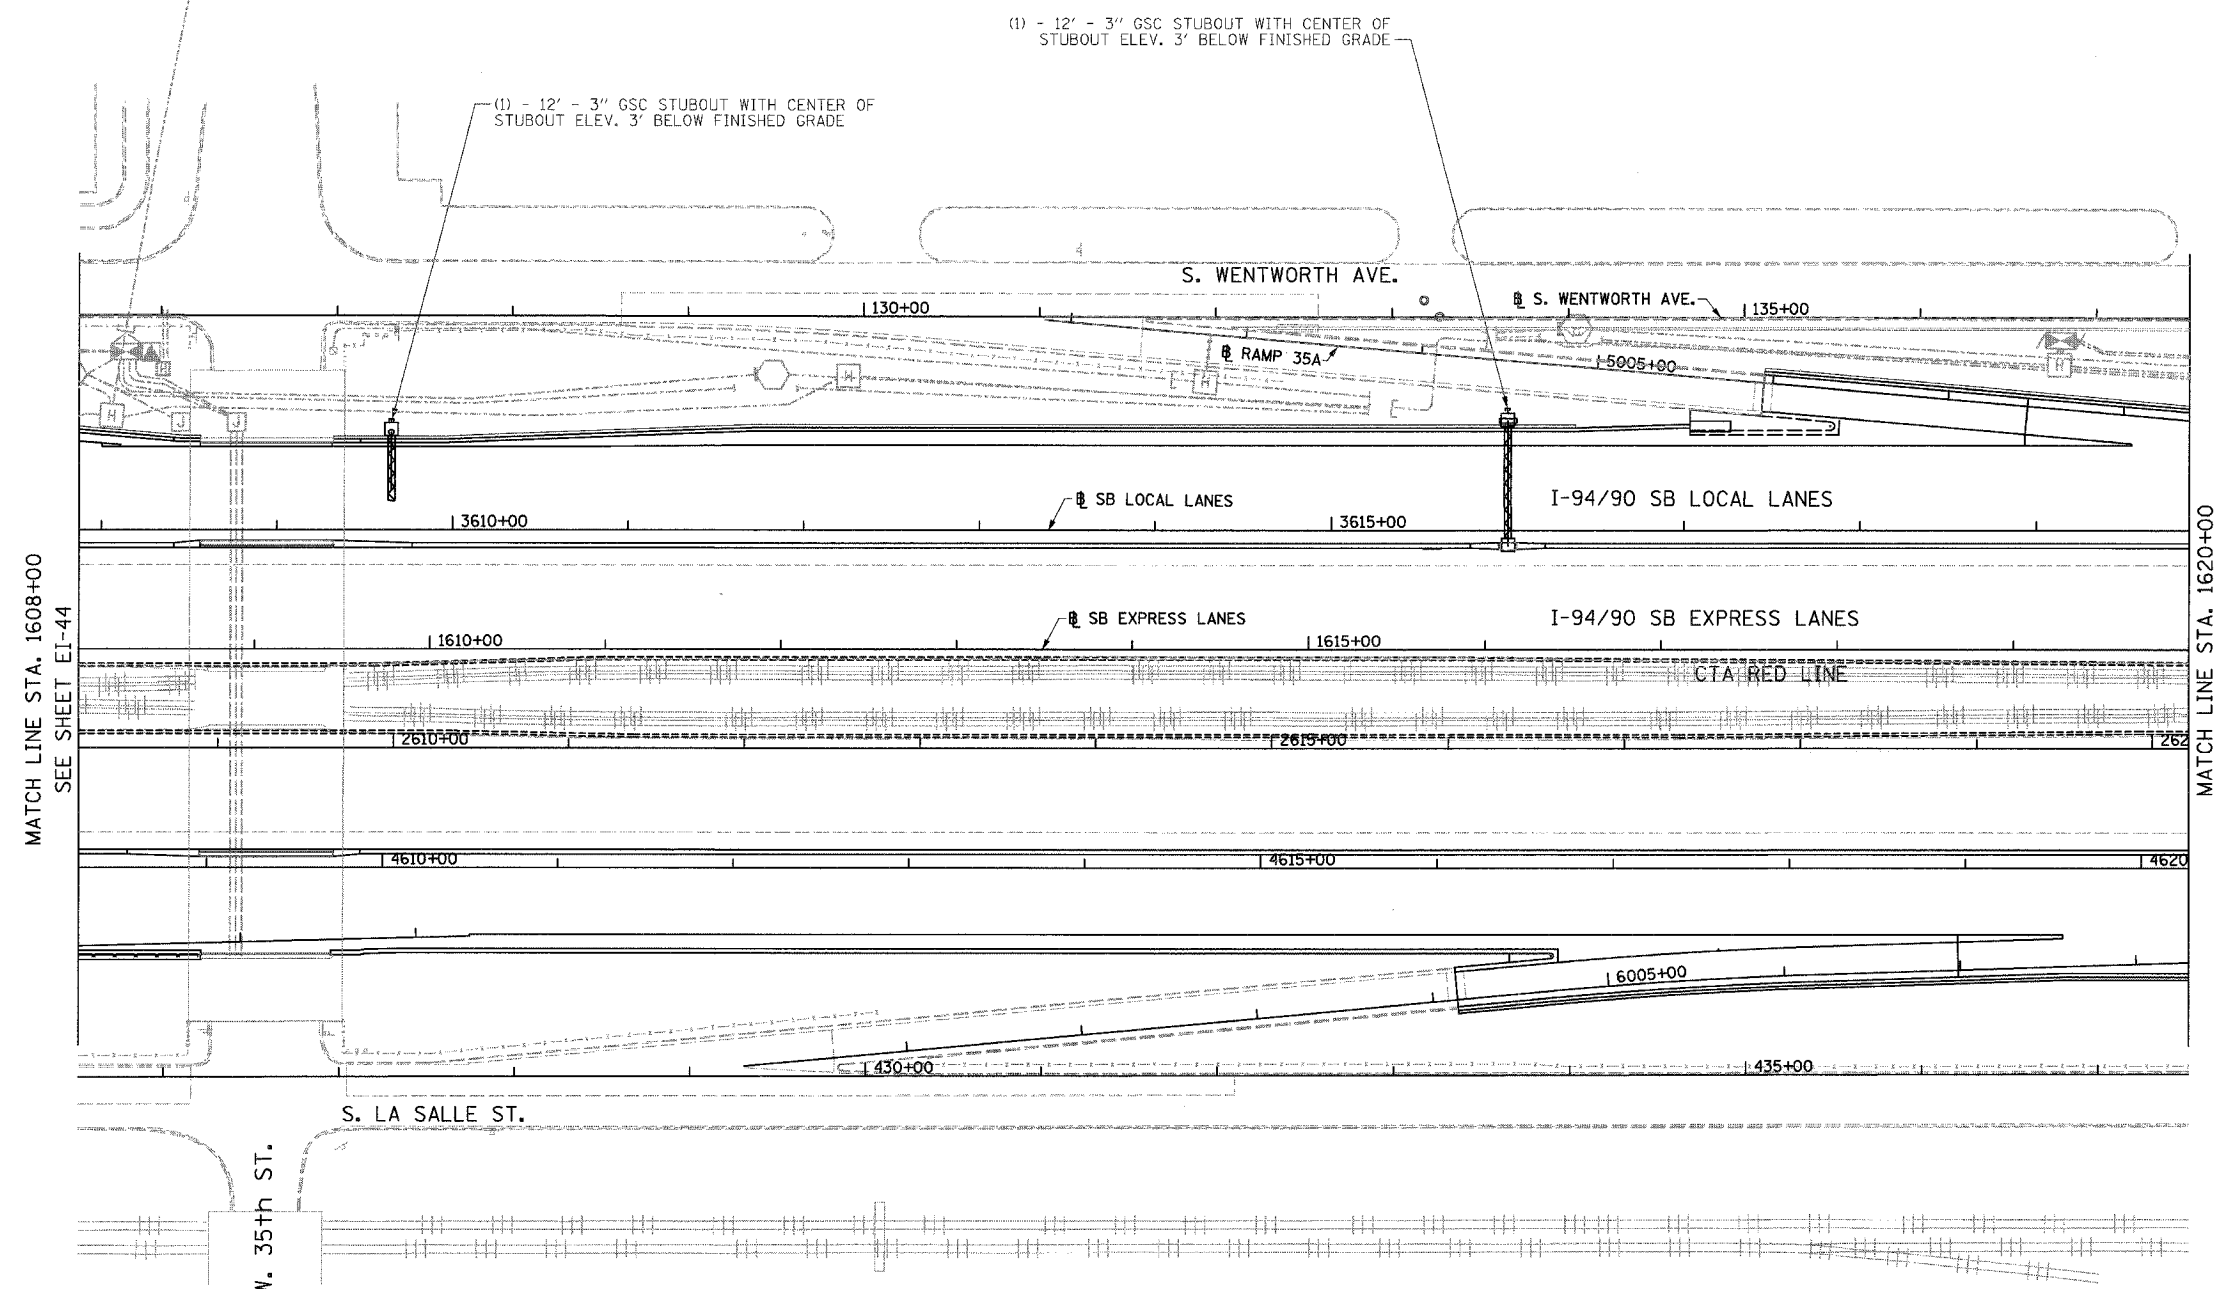 (1) - 12' - 3" GSC STUBOUT WITH CENTER OF
STUBOUT ELEV. 3' BELOW FINISHED GRADE
(1) - 12' - 3" GSC STUBOUT WITH CENTER OF
STUBOUT ELEV. 3' BELOW FINISHED GRADE
S. WENTWORTH AVE.
130+00
℄ S. WENTWORTH AVE.
135+00
℄ RAMP 35A
5005+00
H
J
J
H
H
H
℄ SB LOCAL LANES
I-94/90 SB LOCAL LANES
3610+00
3615+00
MATCH LINE STA. 1608+00
SEE SHEET EI-44
MATCH LINE STA. 1620+00
℄ SB EXPRESS LANES
I-94/90 SB EXPRESS LANES
1610+00
1615+00
CTA RED LINE
2610+00
2615+00
262
4610+00
4615+00
4620
6005+00
430+00
435+00
S. LA SALLE ST.
W. 35th ST.